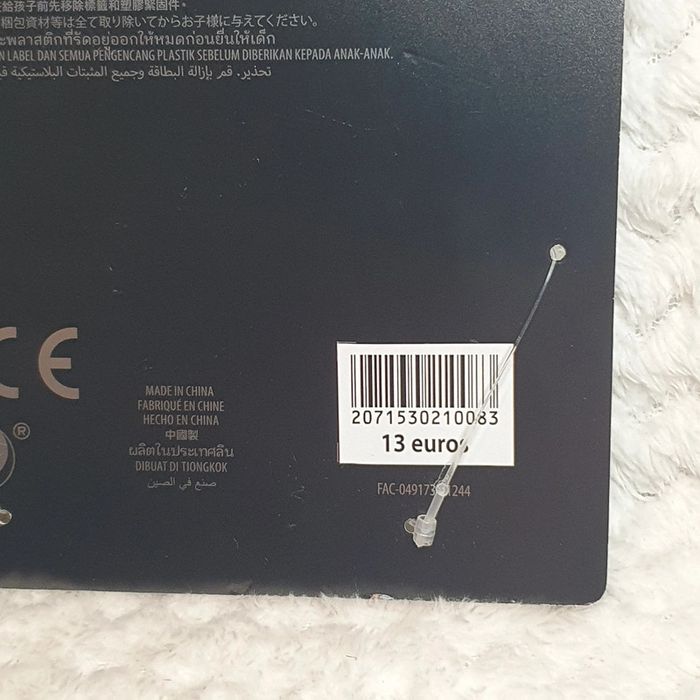 給孩子前先移除標籤和塑膠緊固件。
梱包資材等は全て取り除いてからお子様に与えてください。
พลาสติกที่รัดอยู่ออกให้หมดก่อนยื่นให้เด็ก
LABEL DAN SEMUA PENGENCANG PLASTIK SEBELUM DIBERIKAN KEPADA ANAK-ANAK.
تحذير. قم بإزالة البطاقة وجميع المثبتات البلاستيكية
CE
®
MADE IN CHINA
FABRIQUÉ EN CHINE
HECHO EN CHINA
中國製
ผลิตในประเทศจีน
DIBUAT DI TIONGKOK
صنع في الصين
2071530210083
13 euros